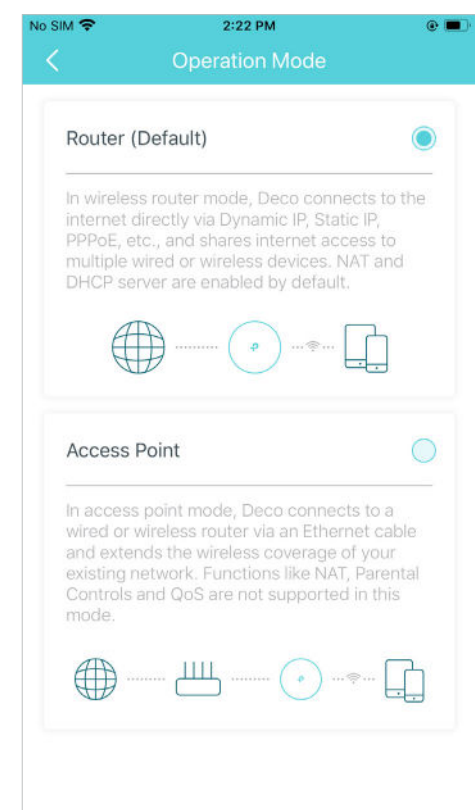 No SIM 2:22 PM
Operation Mode
Router (Default)
In wireless router mode, Deco connects to the
internet directly via Dynamic IP, Static IP,
PPPoE, etc., and shares internet access to
multiple wired or wireless devices. NAT and
DHCP server are enabled by default.
Access Point
In access point mode, Deco connects to a
wired or wireless router via an Ethernet cable
and extends the wireless coverage of your
existing network. Functions like NAT, Parental
Controls and QoS are not supported in this
mode.